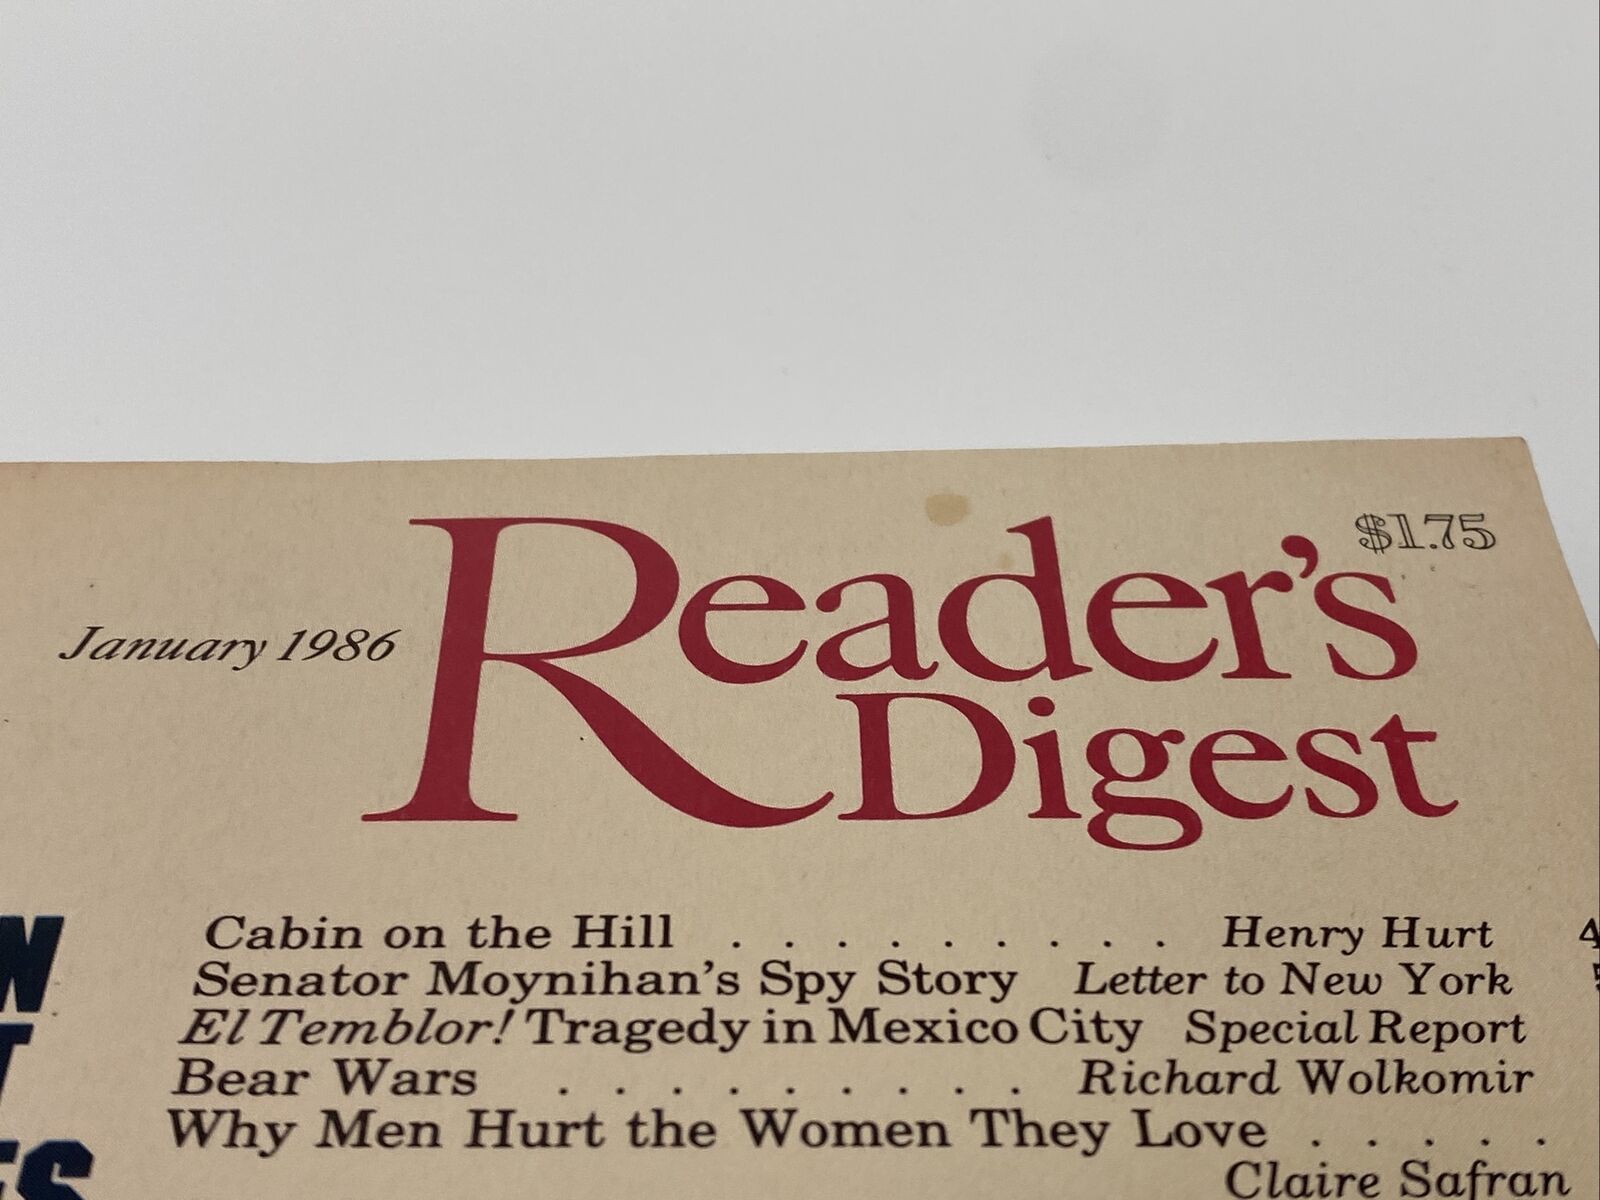 $1.75
January 1986
Reader's
Digest
Cabin on the Hill . . . . . . . . . Henry Hurt 4
Senator Moynihan's Spy Story Letter to New York
El Temblor! Tragedy in Mexico City Special Report
Bear Wars . . . . . . . . . Richard Wolkomir
Why Men Hurt the Women They Love . . . . .
Claire Safran